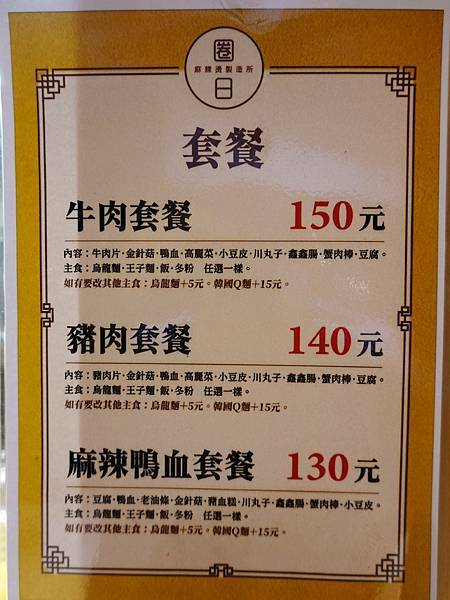 圈
麻辣燙製造所
日
套餐
牛肉套餐 150元
內容：牛肉片·金針菇·鴨血·高麗菜·小豆皮·川丸子·鑫鑫腸·蟹肉棒·豆腐。
主食：烏龍麵·王子麵·飯·冬粉 任選一樣。
如有要改其他主食：烏龍麵+5元。韓國Q麵+15元。
豬肉套餐 140元
內容：豬肉片·金針菇·鴨血·高麗菜·小豆皮·川丸子·鑫鑫腸·蟹肉棒·豆腐。
主食：烏龍麵·王子麵·飯·冬粉 任選一樣。
如有要改其他主食：烏龍麵+5元。韓國Q麵+15元。
麻辣鴨血套餐 130元
內容：豆腐·鴨血·老油條·金針菇·豬血糕·川丸子·鑫鑫腸·蟹肉棒·小豆皮。
主食：烏龍麵·王子麵·飯·冬粉 任選一樣。
如有要改其他主食：烏龍麵+5元。韓國Q麵+15元。